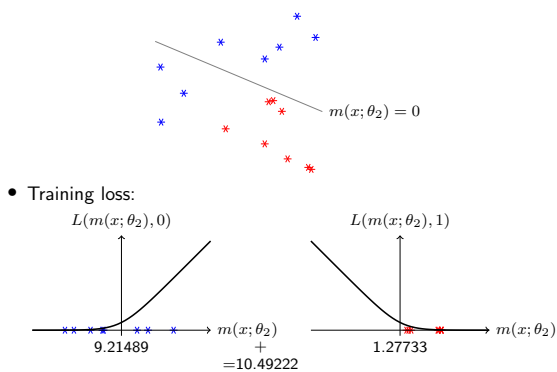 m(x; θ₂) = 0
• Training loss:
L(m(x; θ₂), 0) L(m(x; θ₂), 1)
m(x; θ₂) m(x; θ₂)
9.21489 + 1.27733
=10.49222